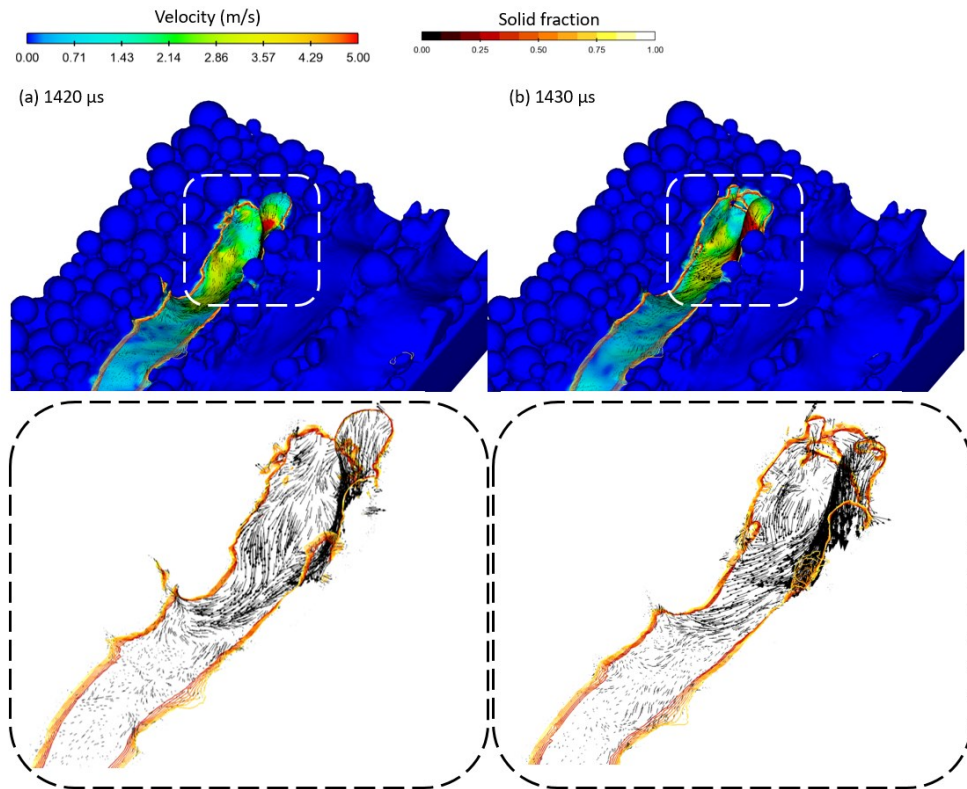 Velocity (m/s)
0.00 0.71 1.43 2.14 2.86 3.57 4.29 5.00
Solid fraction
0.00 0.25 0.50 0.75 1.00
(a) 1420 μs
(b) 1430 μs